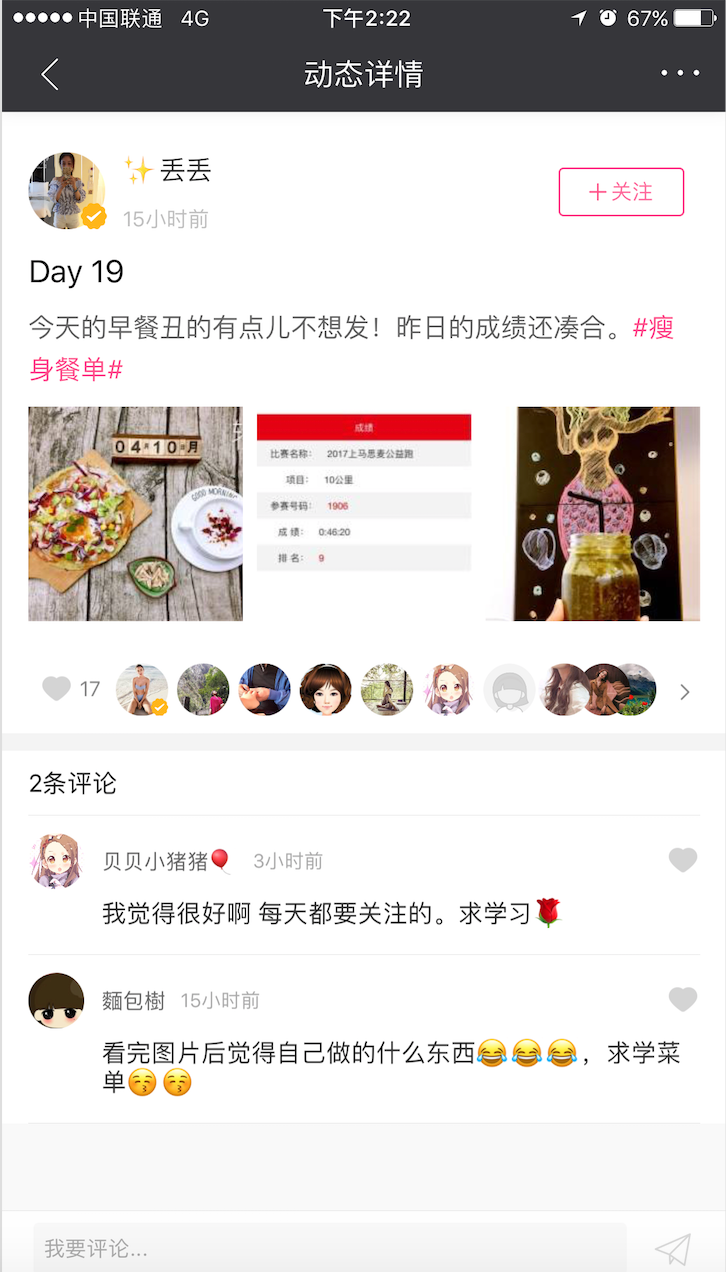 中国联通 4G 下午2:22 67%
动态详情
✨丢丢
+关注
15小时前
Day 19
今天的早餐丑的有点儿不想发！昨日的成绩还凑合。#瘦
身餐单#
04月10日月
GOOD MORNING
成绩
比赛名称： 2017上马思麦公益跑
项目： 10公里
参赛号码： 1906
成 绩： 0:46:20
排 名： 9
17
2条评论
贝贝小猪猪🎈 3小时前
我觉得很好啊 每天都要关注的。求学习🌹
麵包樹 15小时前
看完图片后觉得自己做的什么东西😂😂😂，求学菜
单😚😚
我要评论...